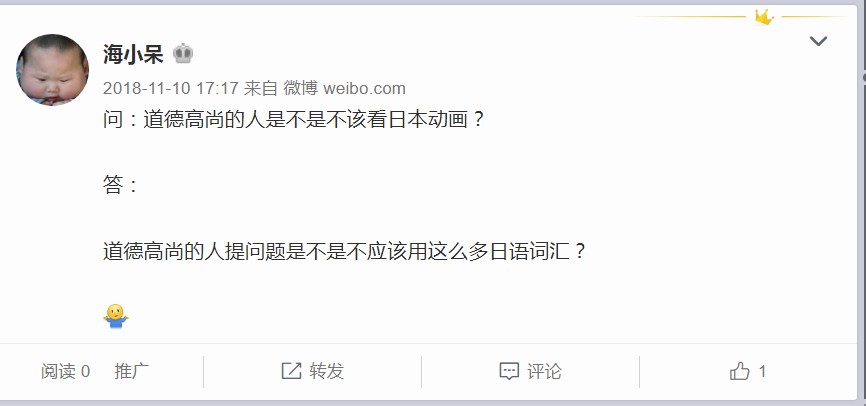 海小呆
2018-11-10 17:17 来自 微博 weibo.com
问：道德高尚的人是不是不该看日本动画？
答：
道德高尚的人提问题是不是不应该用这么多日语词汇？
阅读 0 推广 转发 评论 1